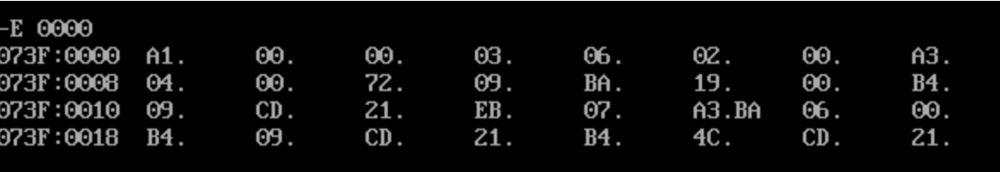 -E 0000
073F:0000 A1. 00. 00. 03. 06. 02. 00. A3.
073F:0008 04. 00. 72. 09. BA. 19. 00. B4.
073F:0010 09. CD. 21. EB. 07. A3.BA 06. 00.
073F:0018 B4. 09. CD. 21. B4. 4C. CD. 21.